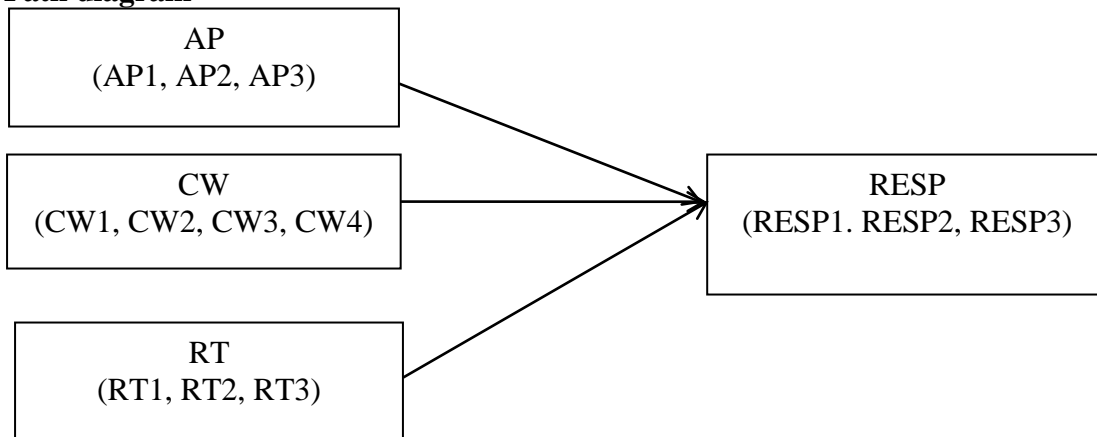 Path diagram
AP
(AP1, AP2, AP3)
CW
(CW1, CW2, CW3, CW4)
RESP
(RESP1. RESP2, RESP3)
RT
(RT1, RT2, RT3)